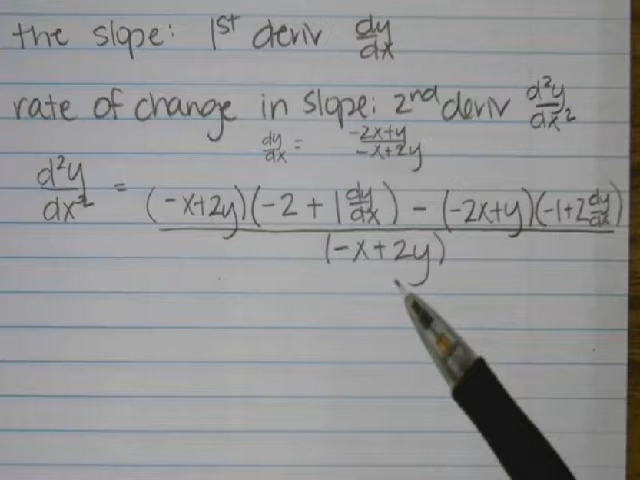 the slope: 1st deriv dy/dx
rate of change in slope: 2nd deriv d²y/dx²
dy/dx = -2x+y/-x+2y
d²y/dx² = (-x+2y)(-2 + 1 dy/dx) - (-2x+y)(-1+2 dy/dx)/(-x+2y)